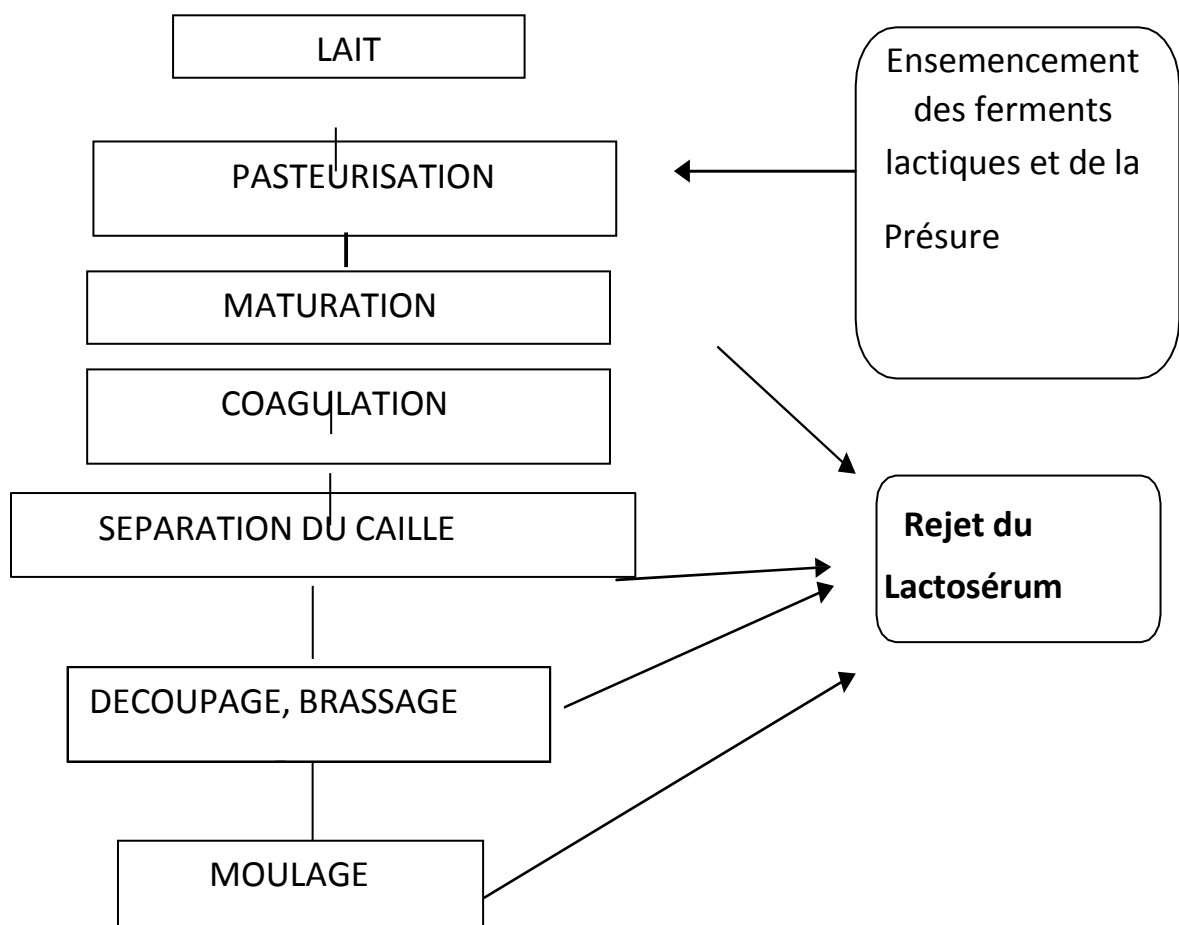 LAIT
PASTEURISATION
MATURATION
COAGULATION
SEPARATION DU CAILLE
DECOUPAGE, BRASSAGE
MOULAGE
Ensemencement
des ferments
lactiques et de la
Présure
Rejet du
Lactosérum